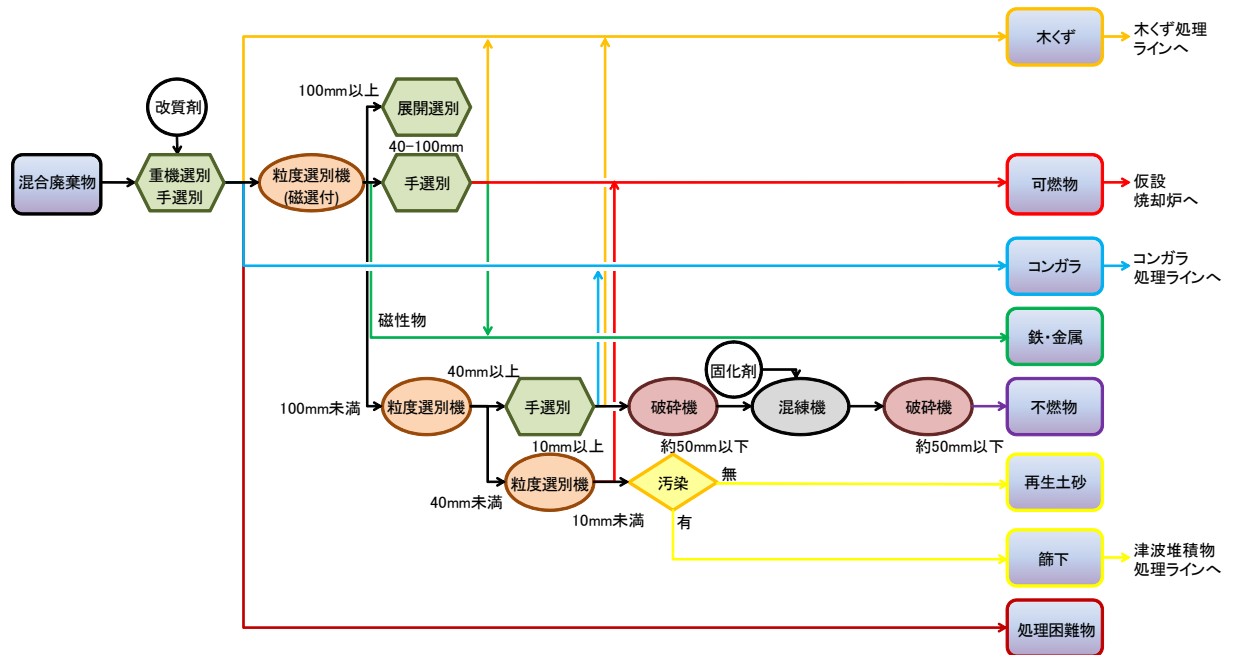 木くず
木くず処理
ラインへ
改質剤
100mm以上
展開選別
40-100mm
混合廃棄物
重機選別
手選別
粒度選別機
(磁選付)
手選別
可燃物
仮設
焼却炉へ
コンガラ
コンガラ
処理ラインへ
磁性物
鉄・金属
40mm以上
固化剤
100mm未満
粒度選別機
手選別
破砕機
混練機
破砕機
不燃物
10mm以上
約50mm以下
約50mm以下
40mm未満
粒度選別機
10mm未満
汚染
無
有
再生土砂
篩下
津波堆積物
処理ラインへ
処理困難物